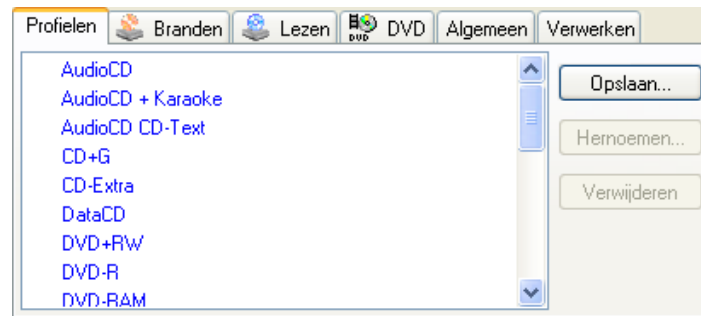 Profielen Branden Lezen DVD DVD Algemeen Verwerken
AudioCD
AudioCD + Karaoke
AudioCD CD-Text
CD+G
CD-Extra
DataCD
DVD+RW
DVD-R
DVD-RAM
Opslaan...
Hernoemen...
Verwijderen